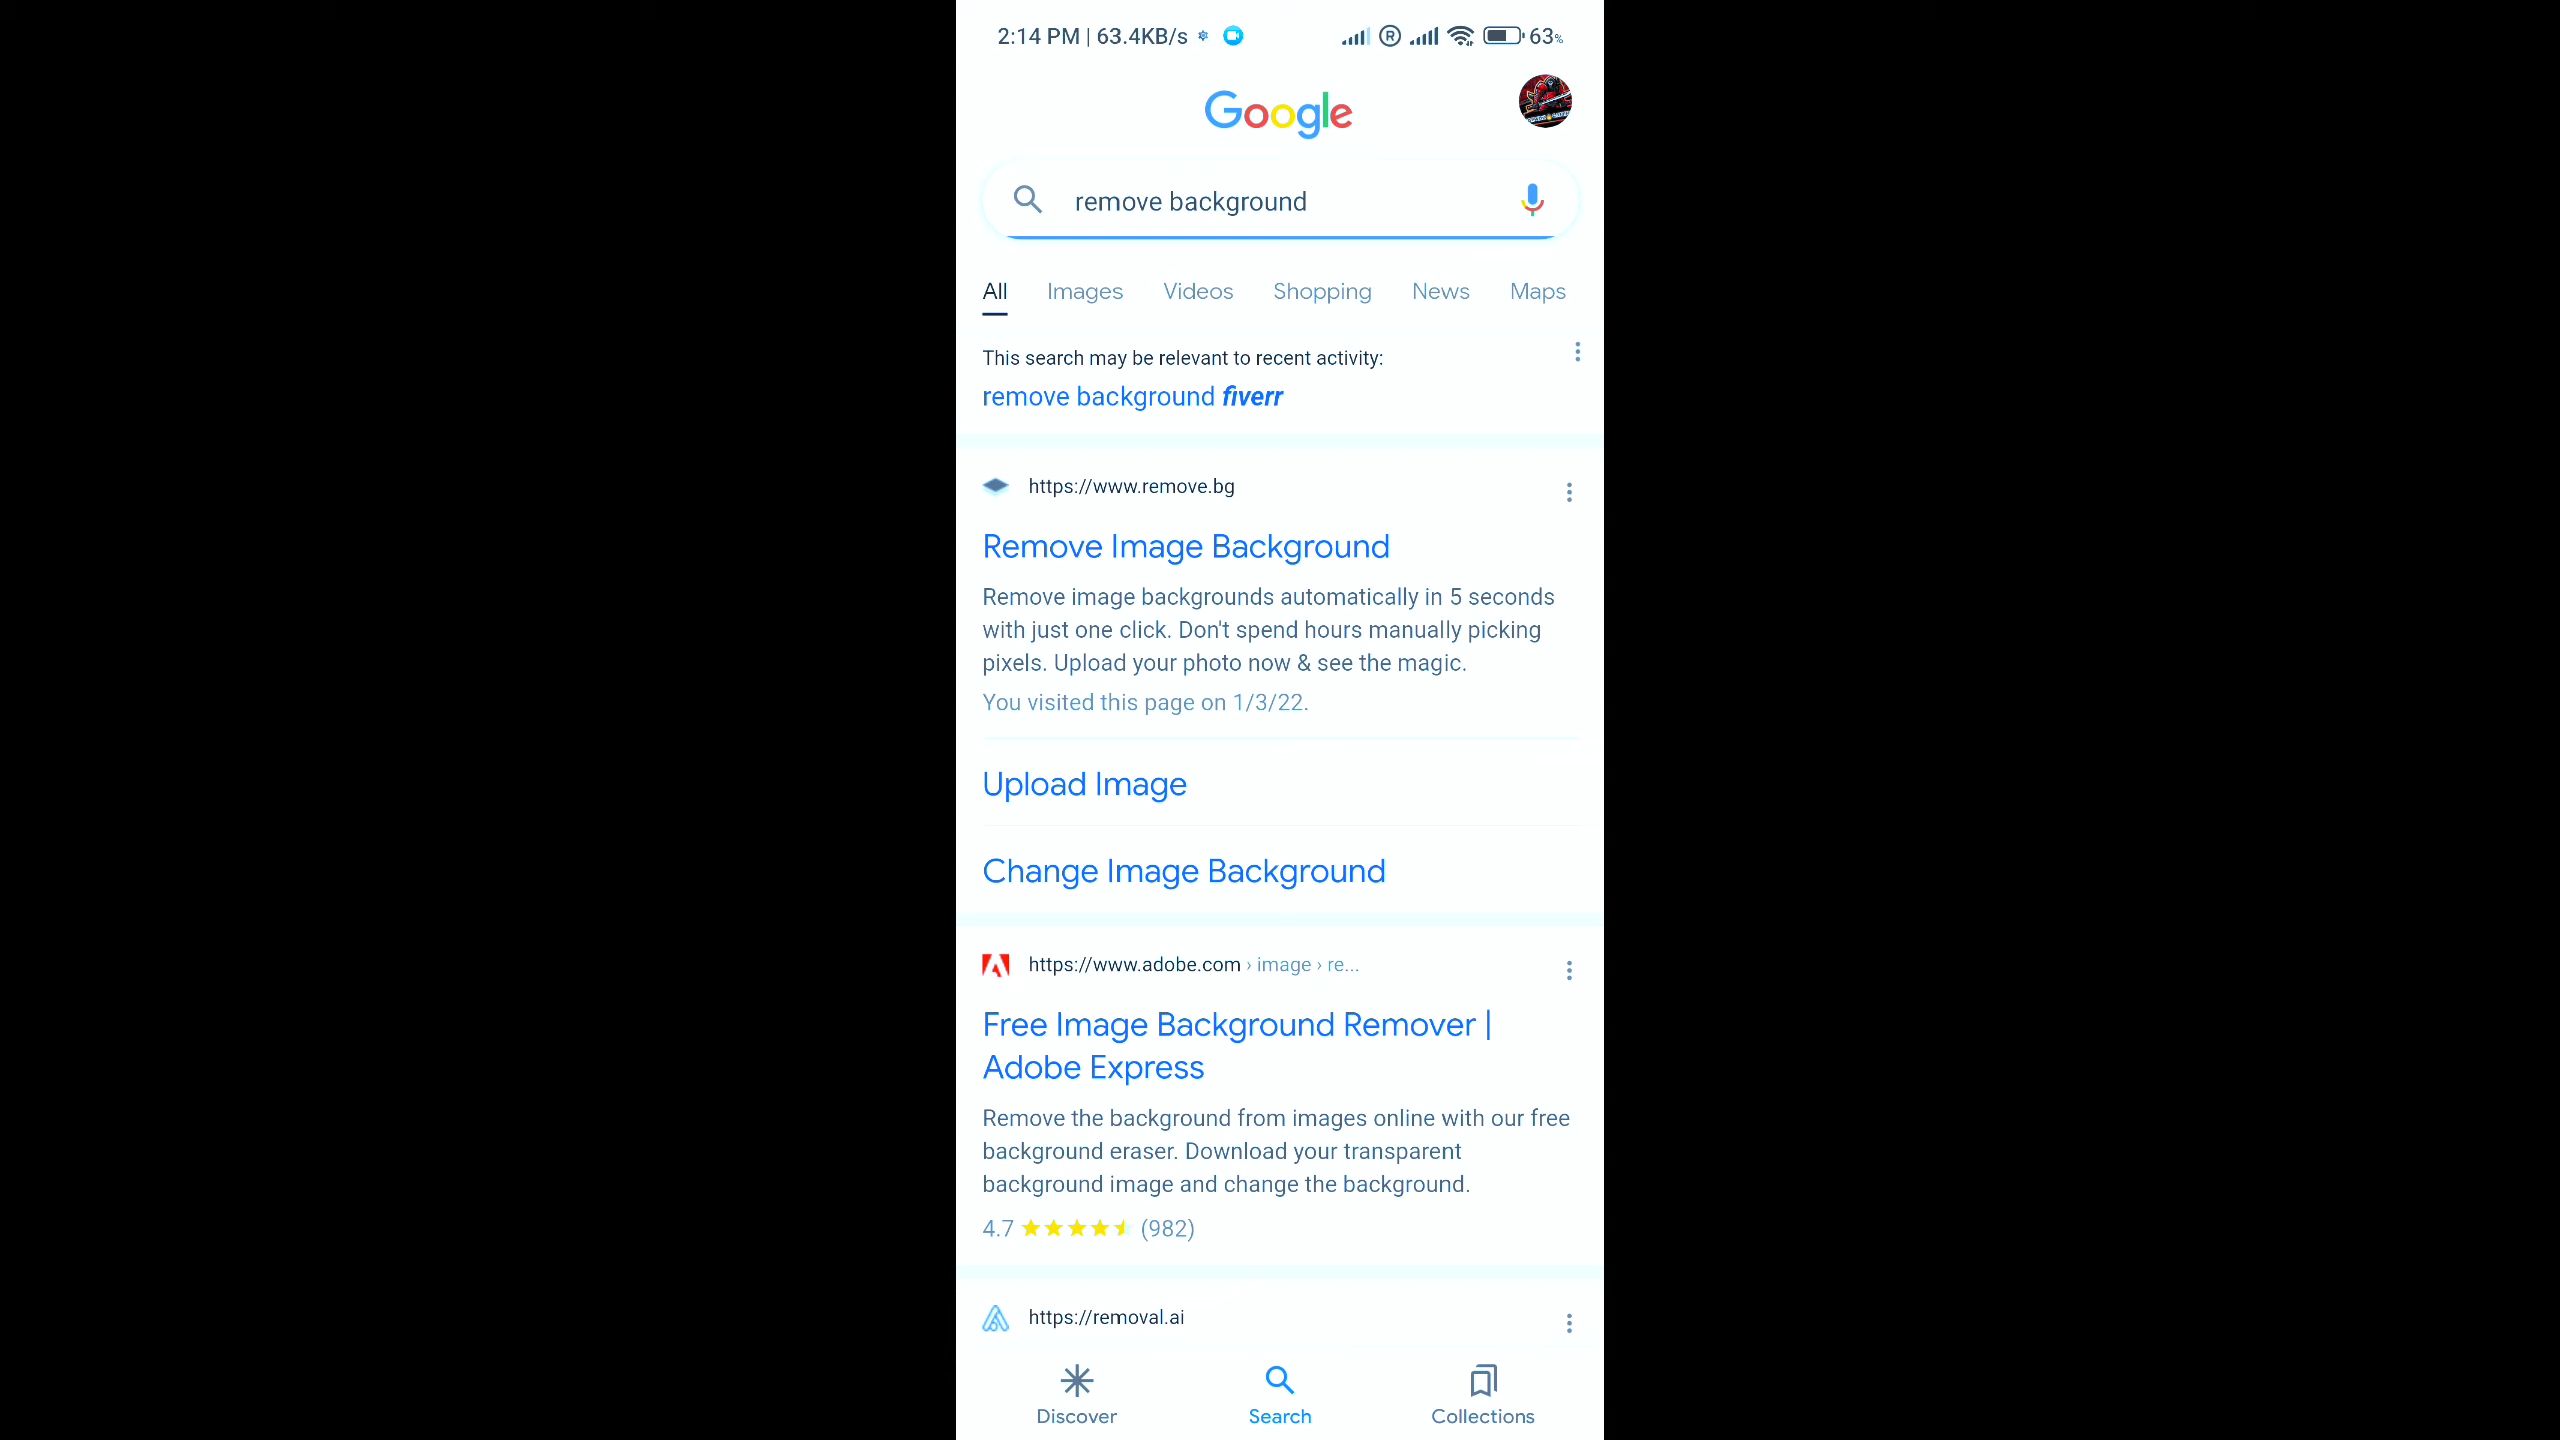 2:14 PM | 63.4KB/s
63%
Google
remove background
All Images Videos Shopping News Maps
This search may be relevant to recent activity:
remove background fiverr
https://www.remove.bg
Remove Image Background
Remove image backgrounds automatically in 5 seconds
with just one click. Don't spend hours manually picking
pixels. Upload your photo now & see the magic.
You visited this page on 1/3/22.
Upload Image
Change Image Background
https://www.adobe.com › image › re...
Free Image Background Remover |
Adobe Express
Remove the background from images online with our free
background eraser. Download your transparent
background image and change the background.
4.7 (982)
https://removal.ai
Discover Search Collections